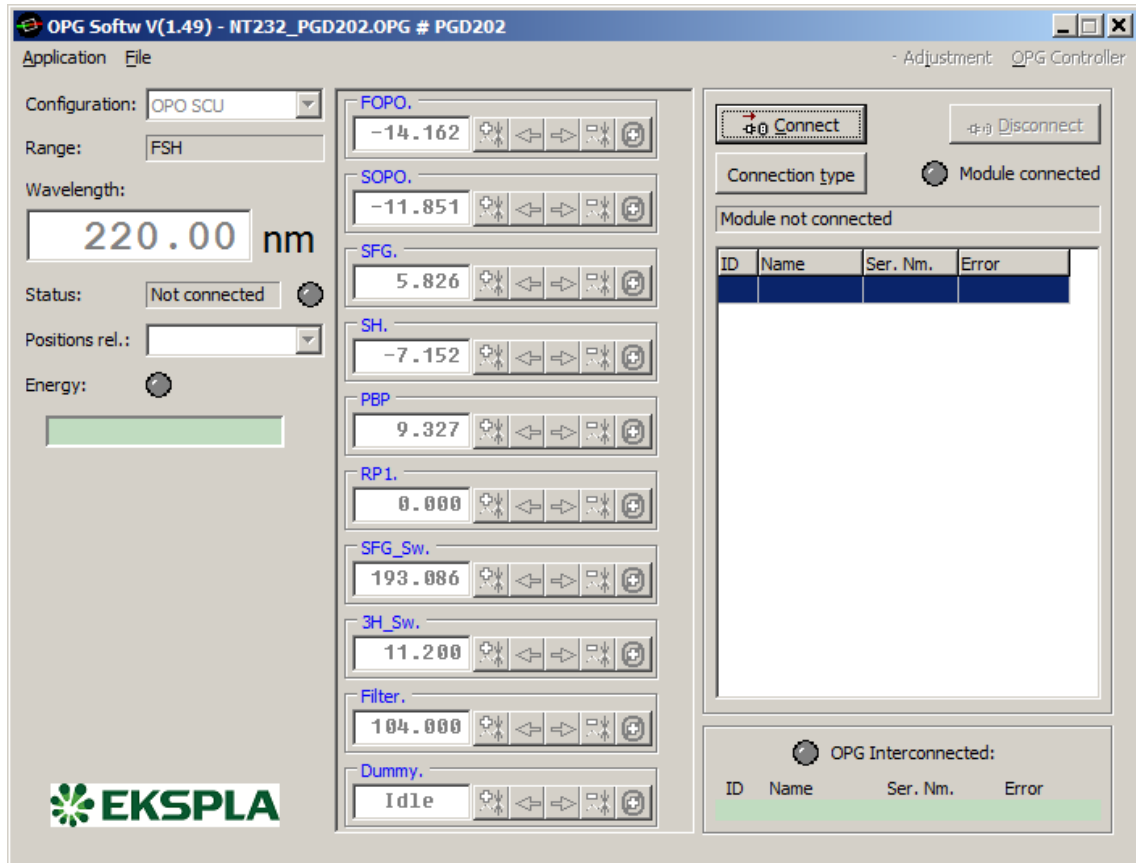 OPG Softw V(1.49) - NT232_PGD202.OPG # PGD202
Application File - Adjustment OPG Controller
Configuration: OPO SCU
Range: FSH
Wavelength:
220.00 nm
Status: Not connected
Positions rel.:
Energy:
EKSPLA
FOPO.
-14.162
SOPO.
-11.851
SFG.
5.826
SH.
-7.152
PBP
9.327
RP1.
0.000
SFG_Sw.
193.086
3H_Sw.
11.200
Filter.
104.000
Dummy.
Idle
Connect Disconnect
Connection type Module connected
Module not connected
ID Name Ser. Nm. Error
OPG Interconnected:
ID Name Ser. Nm. Error